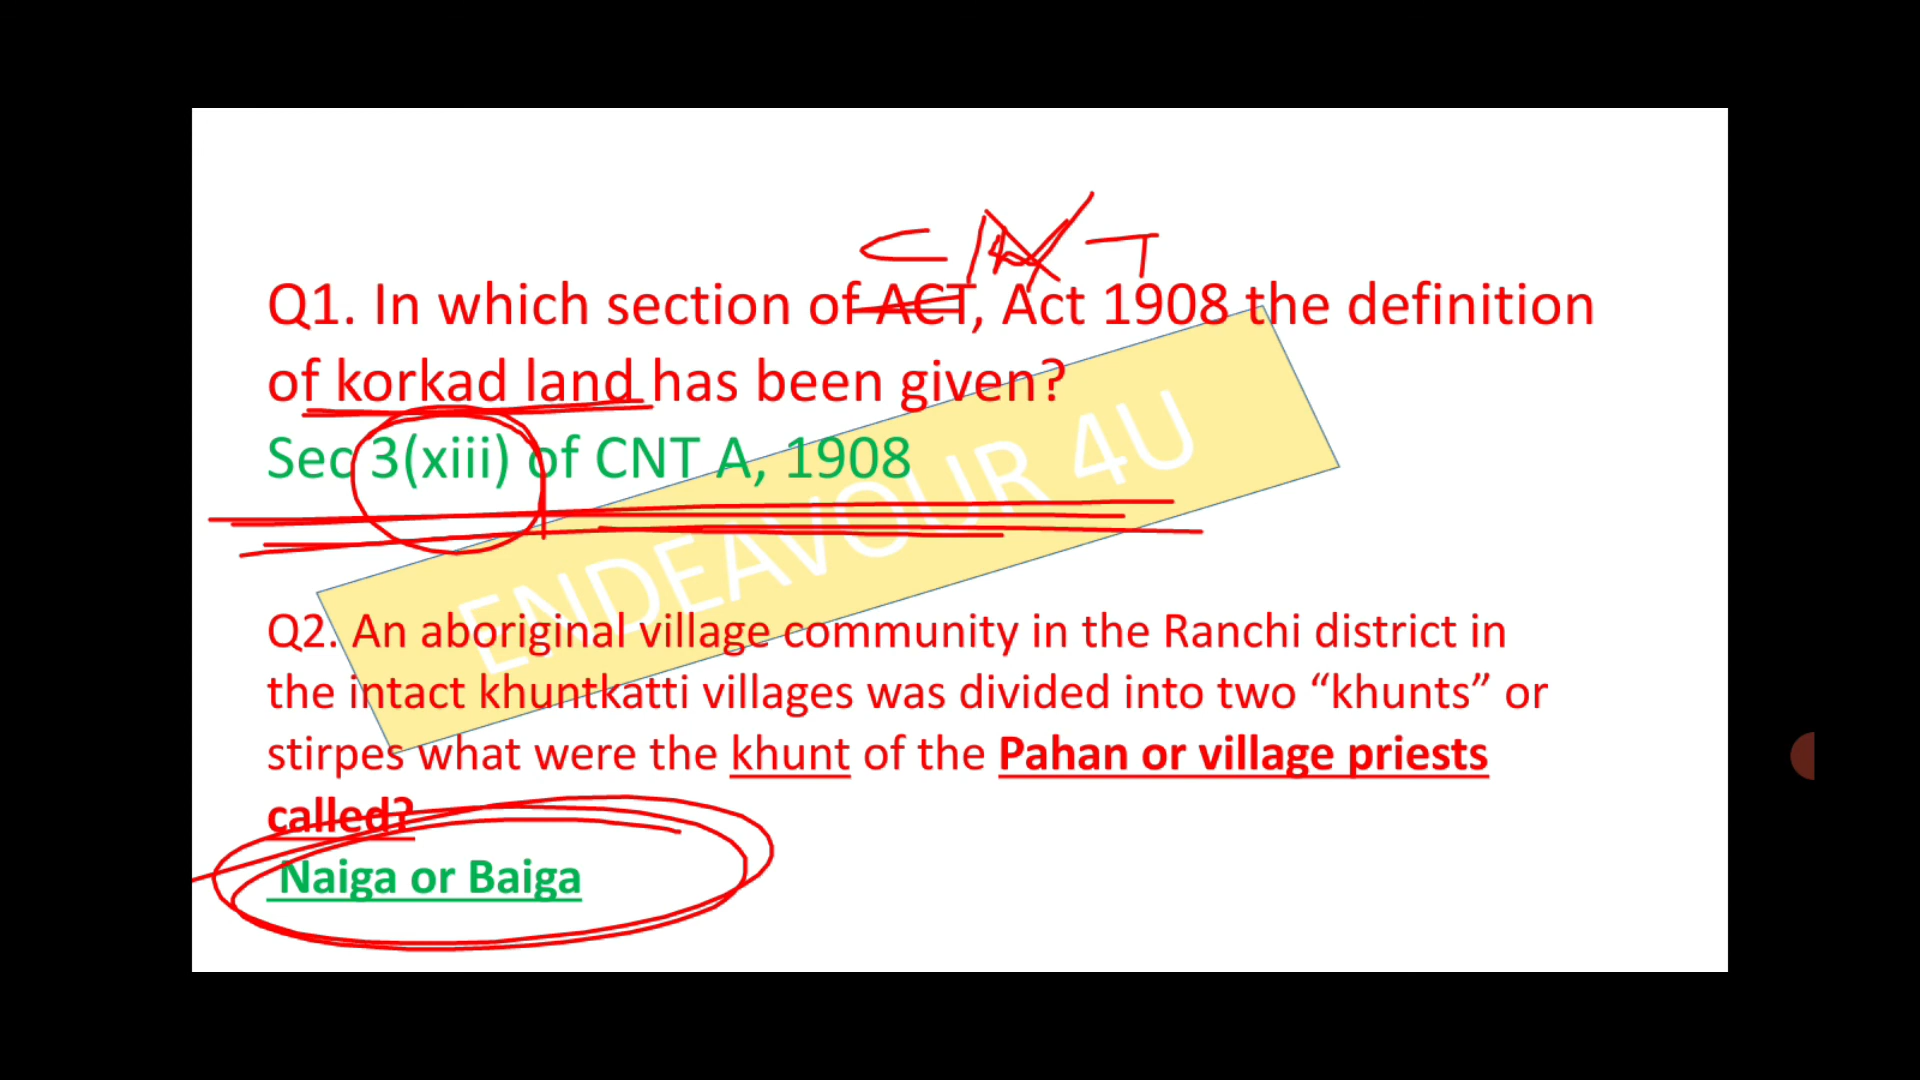 CNT
Q1. In which section of ACT, Act 1908 the definition
of korkad land has been given?
Sec 3(xiii) of CNT A, 1908
ENDEAVOUR 4U
Q2. An aboriginal village community in the Ranchi district in
the intact khuntkatti villages was divided into two “khunts” or
stirpes what were the khunt of the Pahan or village priests
called?
Naiga or Baiga